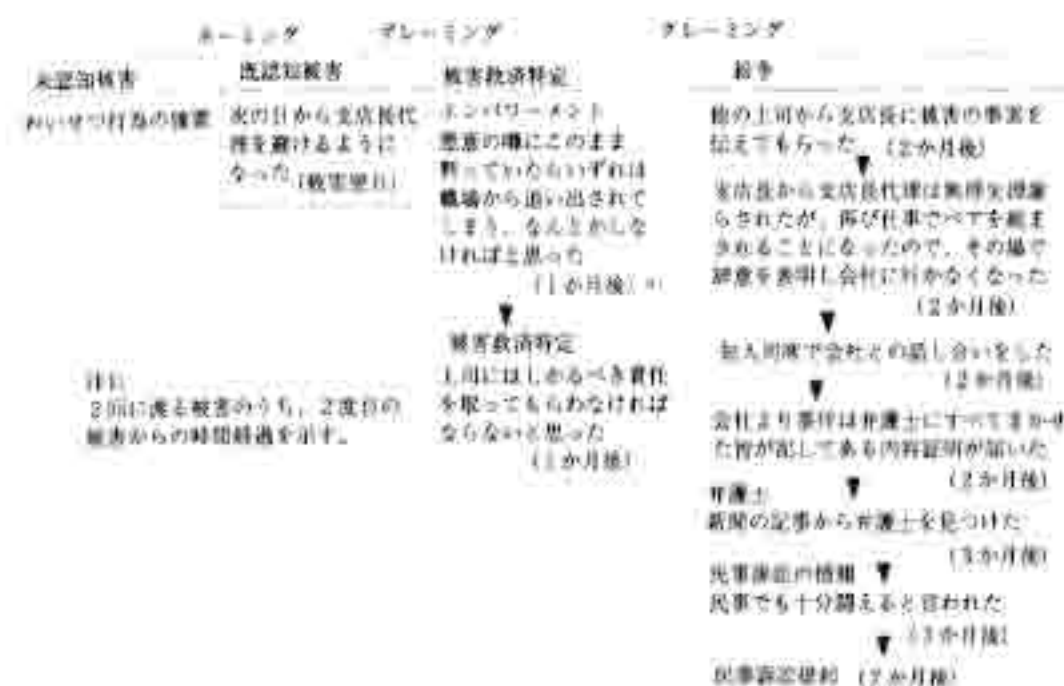 ネーミング ブレーミング クレーミング
未認知被害
わいせつ行為の強要
既認知被害
次の日から支店長代
理を避けるように
なった (被害翌日)
被害救済特定
エンパワーメント
悪意の噂にこのまま
黙っていたらいずれは
職場から追い出されて
しまう、なんとかしな
ければと思った
(1か月後)
▼
被害救済特定
上司にはしかるべき責任
を取ってもらわなければ
ならないと思った
(1か月後)
2回に渡る被害のうち、2度目の
被害からの時間経過を示す。
紛争
他の上司から支店長に被害の事実を
伝えてもらった (2か月後)
▼
支店長から支店長代理は
らされたが、再び仕事でペアを組ま
されることになったので、その場で
辞意を表明し会社に行かなくなった
(2か月後)
▼
同席で会社との話し合いをした
(2か月後)
▼
会社より事件は弁護士にすべてまかせ
た旨が記してある内容証明が届いた
(2か月後)
▼
弁護士
新聞の記事から弁護士を見つけた
(3か月後)
▼
民事訴訟の情報
民事でも十分闘えると言われた
(3か月後)
▼
民事訴訟提訴 (7か月後)